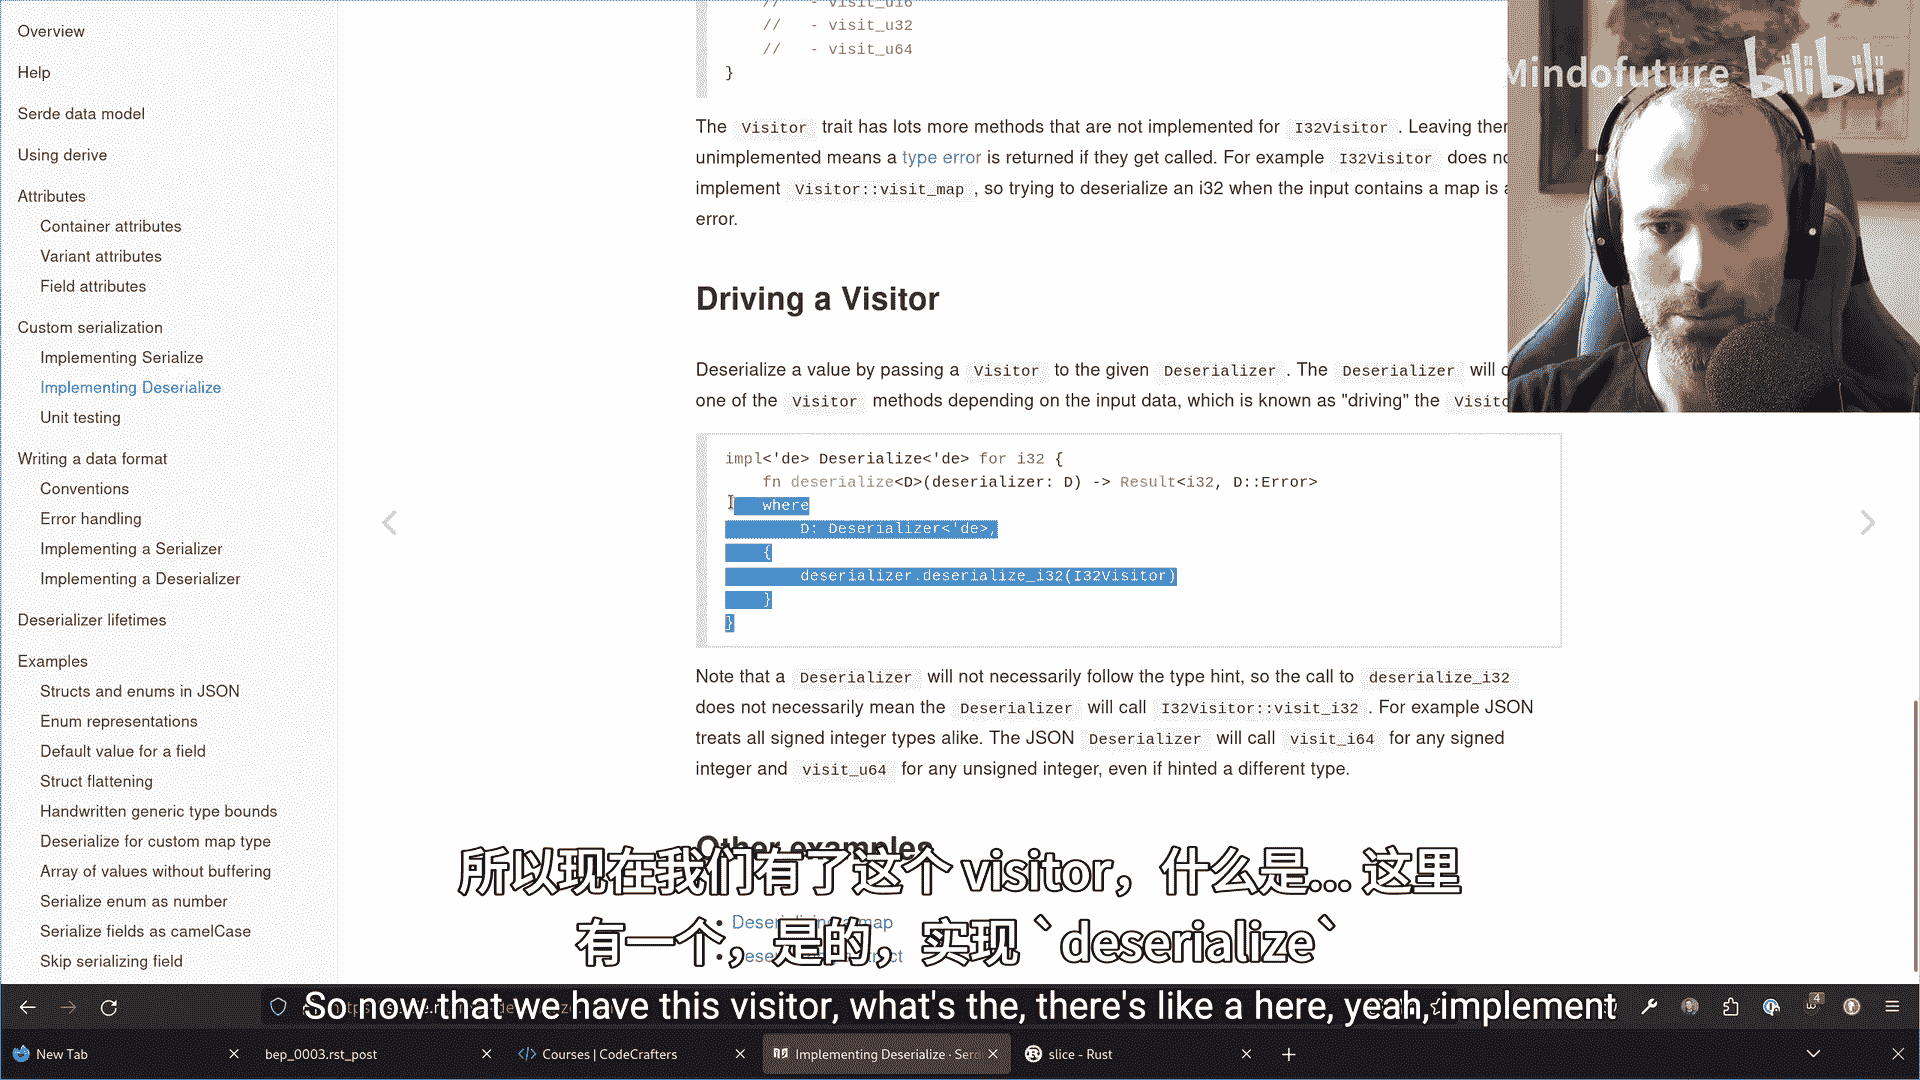 Overview
Help
Serde data model
Using derive
Attributes
Container attributes
Variant attributes
Field attributes
Custom serialization
Implementing Serialize
Implementing Deserialize
Unit testing
Writing a data format
Conventions
Error handling
Implementing a Serializer
Implementing a Deserializer
Deserializer lifetimes
Examples
Structs and enums in JSON
Enum representations
Default value for a field
Struct flattening
Handwritten generic type bounds
Deserialize for custom map type
Array of values without buffering
Serialize enum as number
Serialize fields as camelCase
Skip serializing field
// - visit_u16
// - visit_u32
// - visit_u64
}
The Visitor trait has lots more methods that are not implemented for I32Visitor . Leaving
unimplemented means a type error is returned if they get called. For example I32Visitor does
implement Visitor::visit_map , so trying to deserialize an i32 when the input contains a map is
error.
Driving a Visitor
Deserialize a value by passing a Visitor to the given Deserializer . The Deserializer will
one of the Visitor methods depending on the input data, which is known as "driving" the
impl<'de> Deserialize<'de> for i32 {
fn deserialize<D>(deserializer: D) -> Result<i32, D::Error>
where
D: Deserializer<'de>,
{
deserializer.deserialize_i32(I32Visitor)
}
}
Note that a Deserializer will not necessarily follow the type hint, so the call to deserialize_i32
does not necessarily mean the Deserializer will call I32Visitor::visit_i32 . For example JSON
treats all signed integer types alike. The JSON Deserializer will call visit_i64 for any signed
integer and visit_u64 for any unsigned integer, even if hinted a different type.
Other examples
map
Mindofuture bilibili
所以现在我们有了这个 visitor，什么是... 这里
有一个，是的，实现 `deserialize`
So now that we have this visitor, what's the, there's like a here, yeah, implement
4
New Tab
bep_0003.rst_post
Courses | CodeCrafters
Implementing Deserialize · Serd
slice - Rust